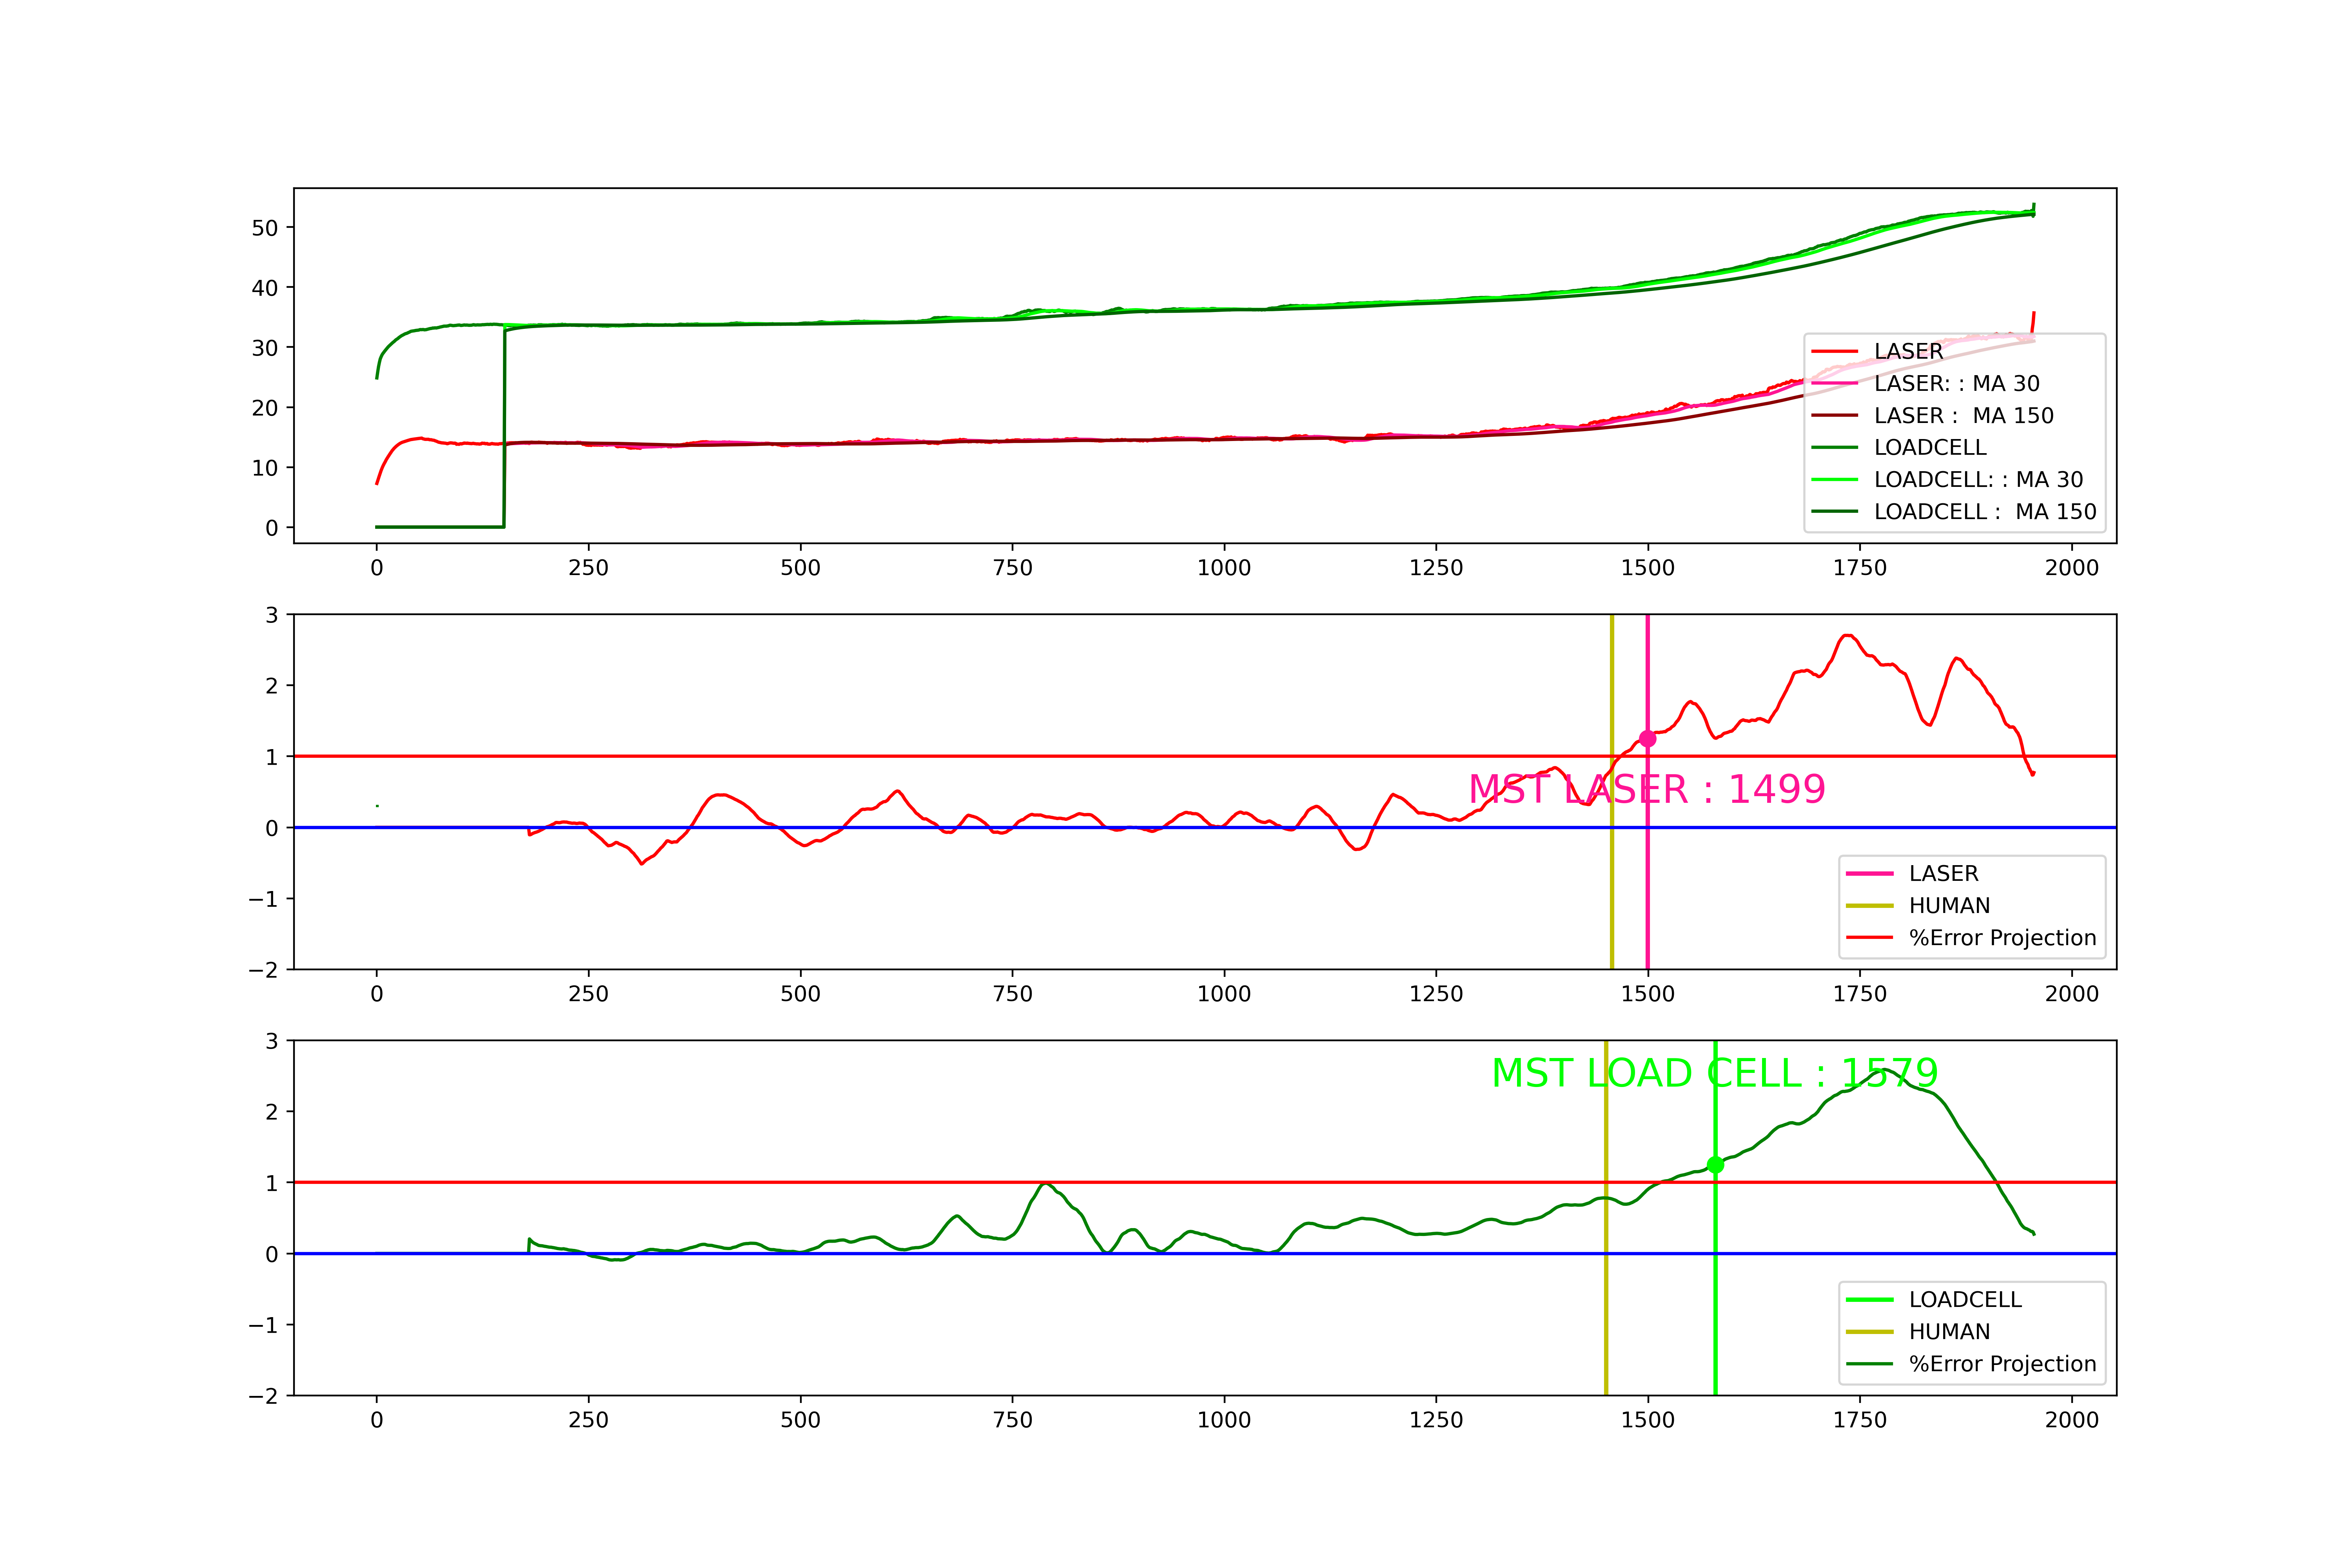 50
40
30
20
10
0
LASER
LASER: : MA 30
LASER :  MA 150
LOADCELL
LOADCELL: : MA 30
LOADCELL :  MA 150
0 250 500 750 1000 1250 1500 1750 2000
3
2
1
0
−1
−2
MST LASER : 1499
LASER
HUMAN
%Error Projection
0 250 500 750 1000 1250 1500 1750 2000
3
2
1
0
−1
−2
MST LOAD CELL : 1579
LOADCELL
HUMAN
%Error Projection
0 250 500 750 1000 1250 1500 1750 2000